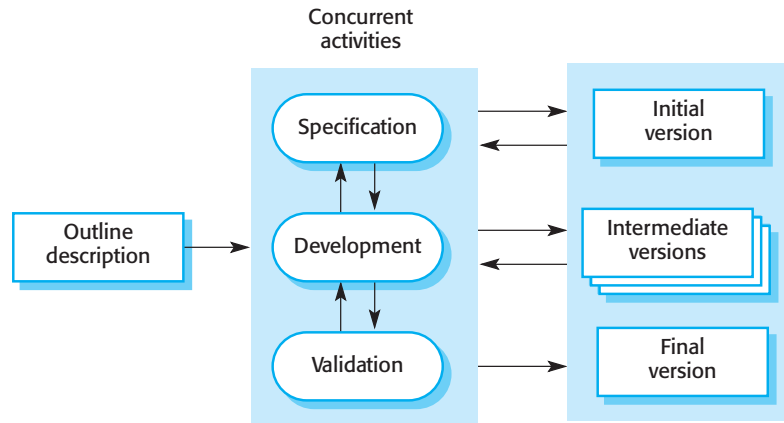 Concurrent
activities
Specification
Initial
version
Outline
description
Development
Intermediate
versions
Validation
Final
version